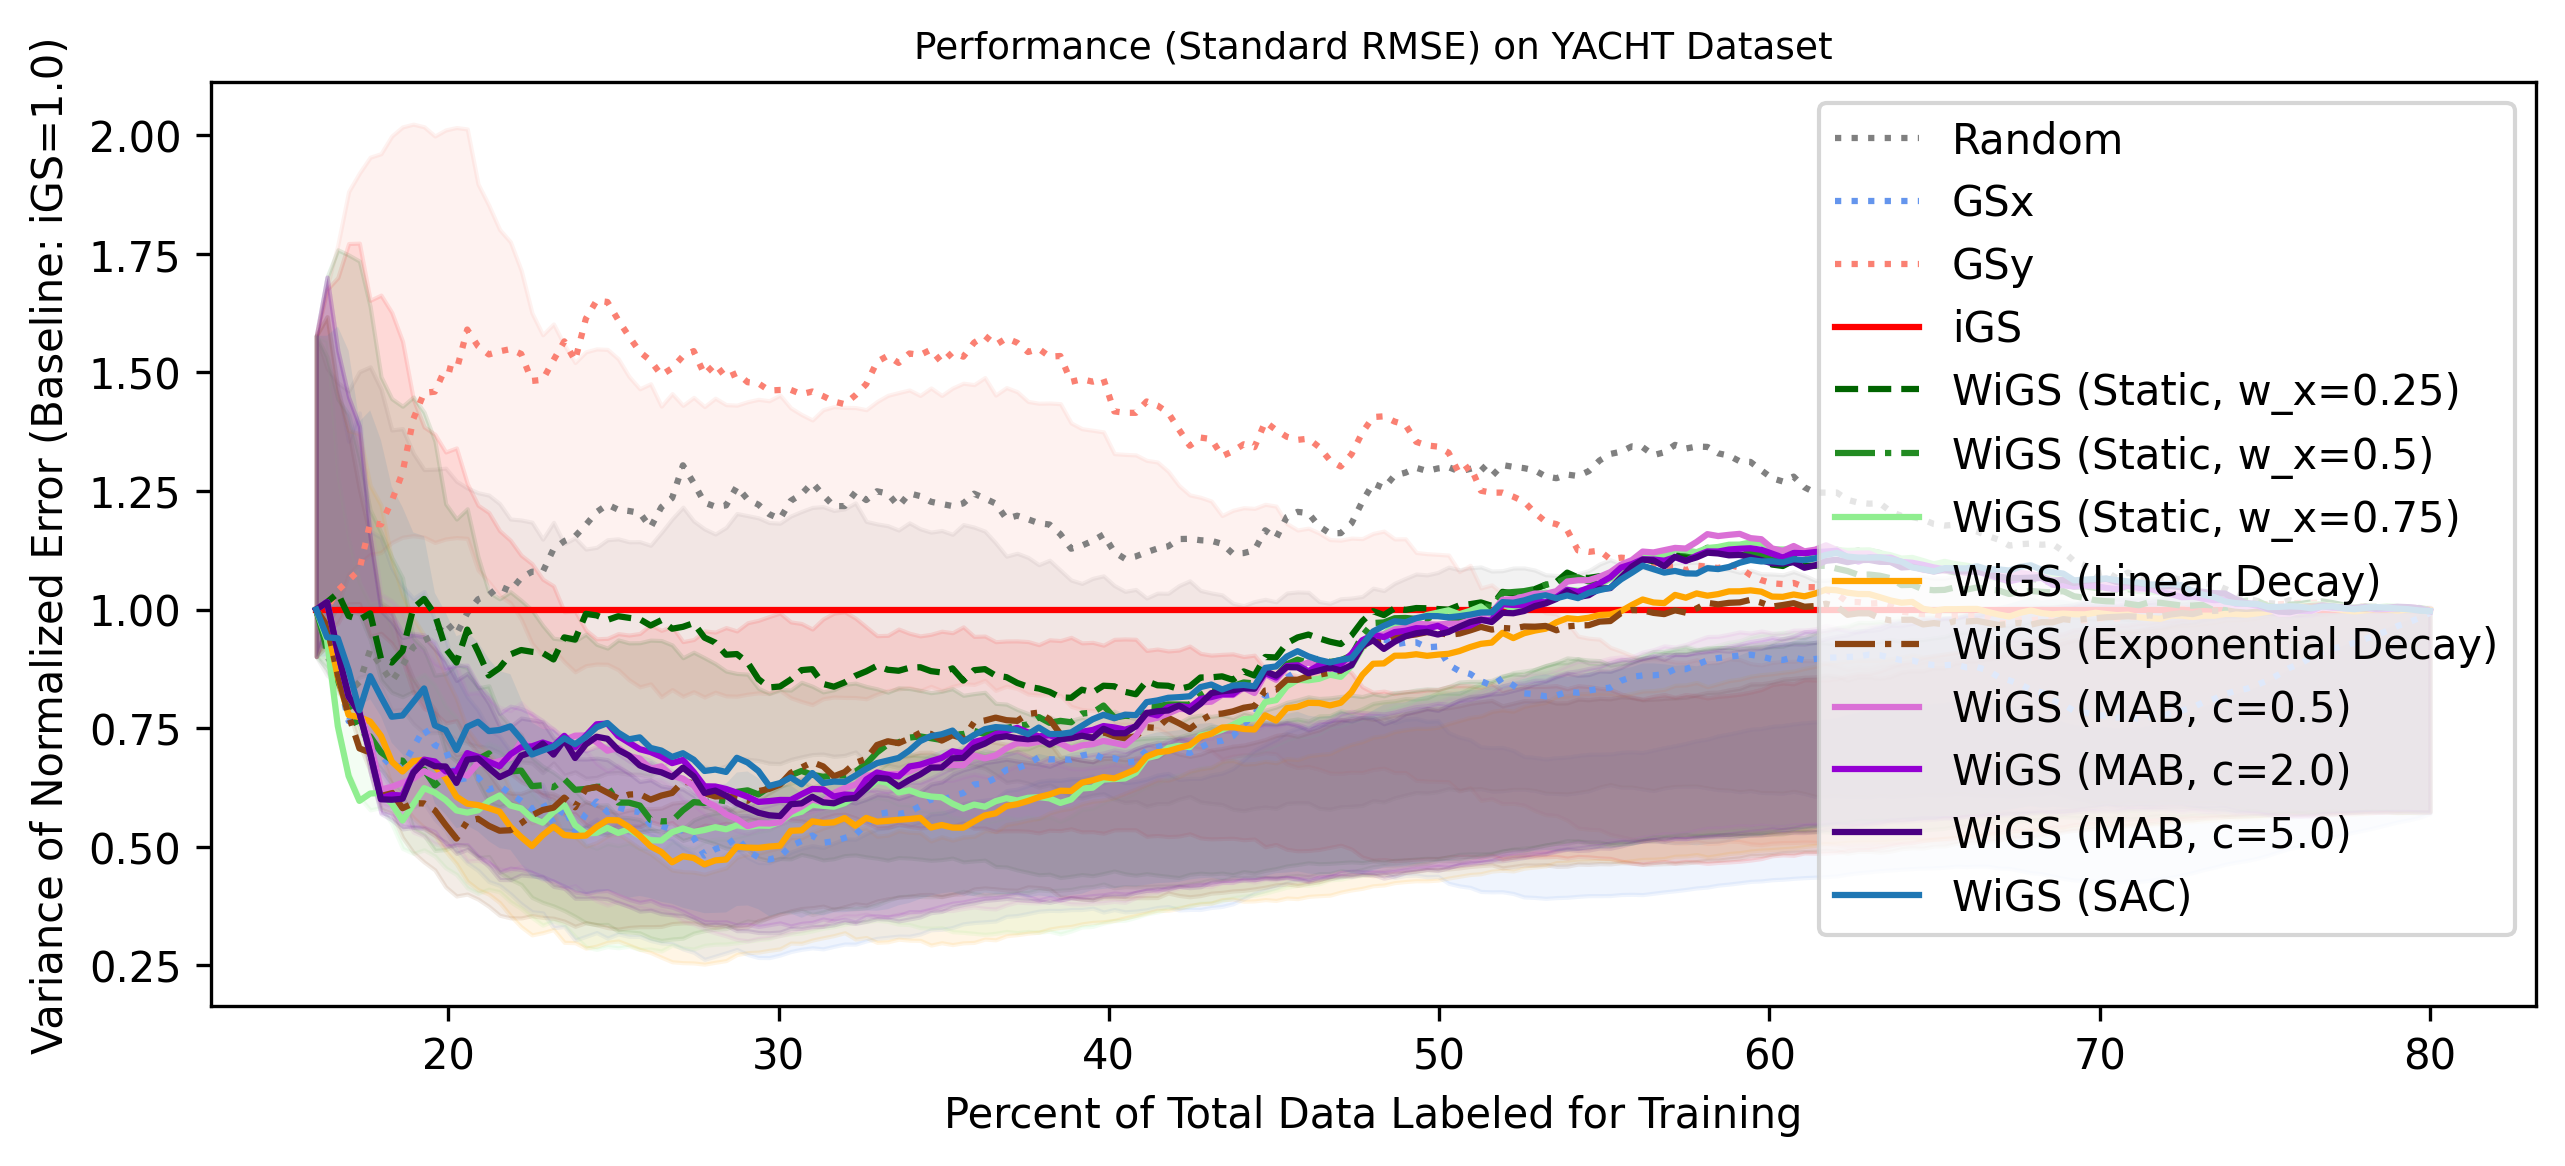 Performance (Standard RMSE) on YACHT Dataset
Variance of Normalized Error (Baseline: iGS=1.0)
2.00
1.75
1.50
1.25
1.00
0.75
0.50
0.25
Random
GSx
GSy
iGS
WiGS (Static, w_x=0.25)
WiGS (Static, w_x=0.5)
WiGS (Static, w_x=0.75)
WiGS (Linear Decay)
WiGS (Exponential Decay)
WiGS (MAB, c=0.5)
WiGS (MAB, c=2.0)
WiGS (MAB, c=5.0)
WiGS (SAC)
20 30 40 50 60 70 80
Percent of Total Data Labeled for Training